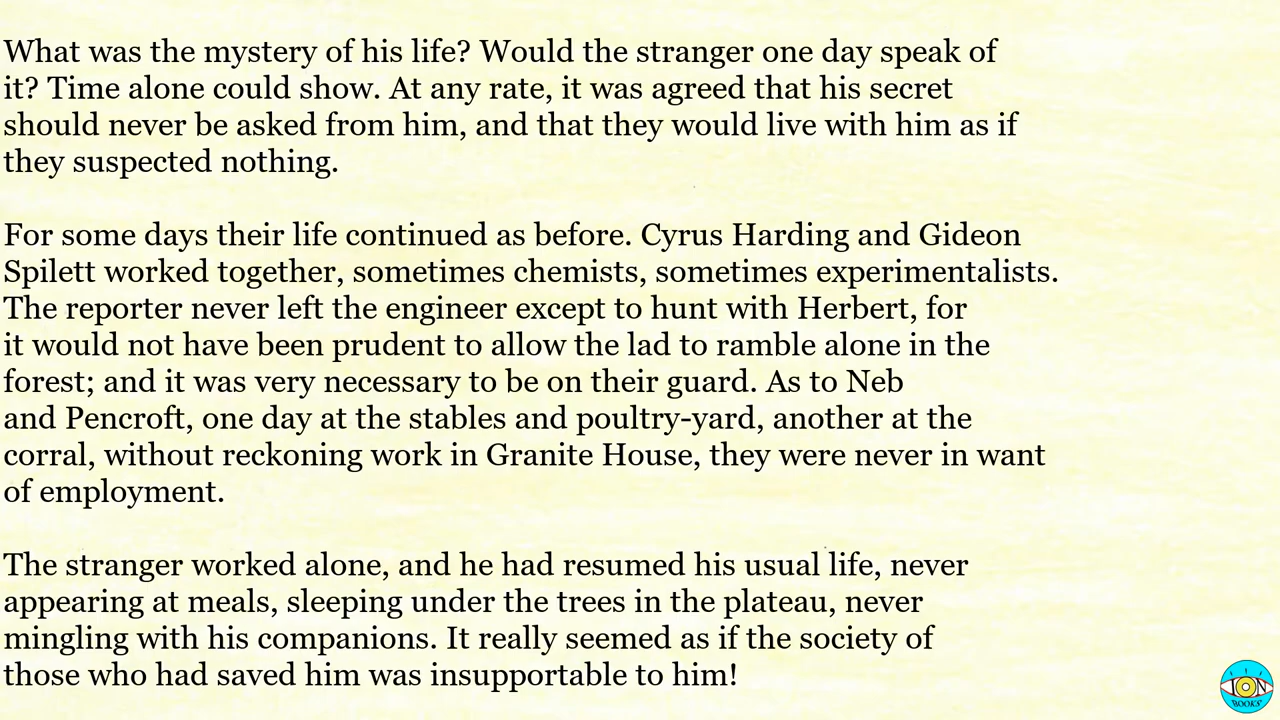 What was the mystery of his life? Would the stranger one day speak of
it? Time alone could show. At any rate, it was agreed that his secret
should never be asked from him, and that they would live with him as if
they suspected nothing.
For some days their life continued as before. Cyrus Harding and Gideon
Spilett worked together, sometimes chemists, sometimes experimentalists.
The reporter never left the engineer except to hunt with Herbert, for
it would not have been prudent to allow the lad to ramble alone in the
forest; and it was very necessary to be on their guard. As to Neb
and Pencroft, one day at the stables and poultry-yard, another at the
corral, without reckoning work in Granite House, they were never in want
of employment.
The stranger worked alone, and he had resumed his usual life, never
appearing at meals, sleeping under the trees in the plateau, never
mingling with his companions. It really seemed as if the society of
those who had saved him was insupportable to him!
ION
BOOKS